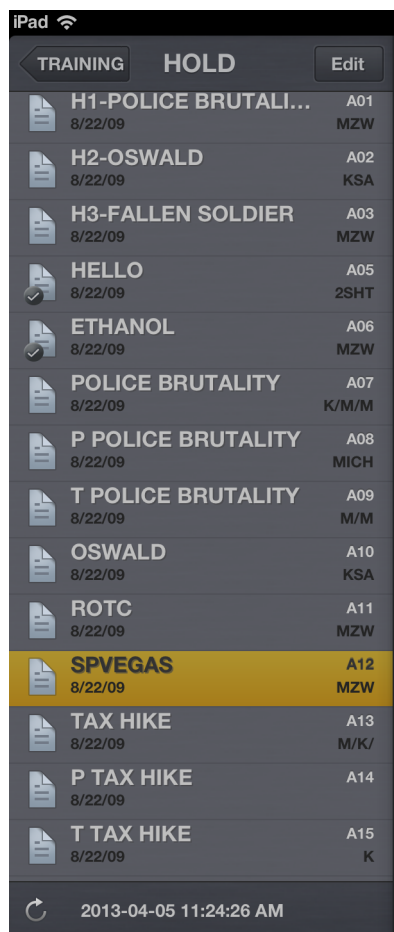 iPad
TRAINING HOLD Edit
H1-POLICE BRUTALI... A01
8/22/09 MZW
H2-OSWALD A02
8/22/09 KSA
H3-FALLEN SOLDIER A03
8/22/09 MZW
HELLO A05
8/22/09 2SHT
ETHANOL A06
8/22/09 MZW
POLICE BRUTALITY A07
8/22/09 K/M/M
P POLICE BRUTALITY A08
8/22/09 MICH
T POLICE BRUTALITY A09
8/22/09 M/M
OSWALD A10
8/22/09 KSA
ROTC A11
8/22/09 MZW
SPVEGAS A12
8/22/09 MZW
TAX HIKE A13
8/22/09 M/K/
P TAX HIKE A14
8/22/09
T TAX HIKE A15
8/22/09 K
2013-04-05 11:24:26 AM